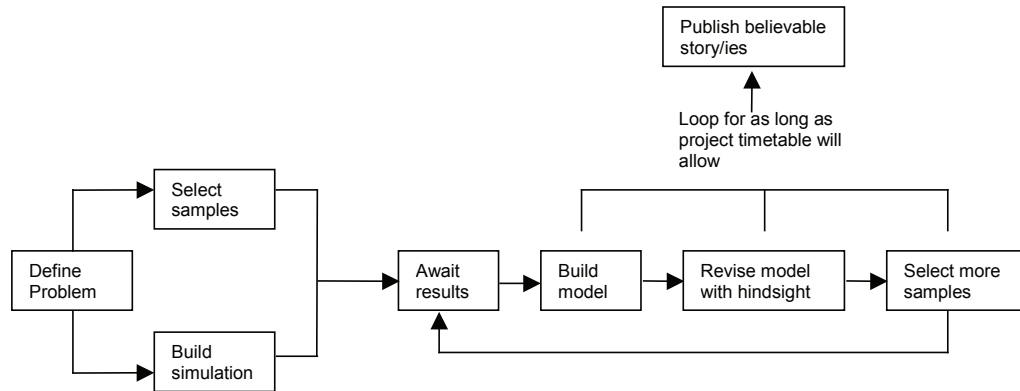 Publish believable
story/ies
Loop for as long as
project timetable will
allow
Select
samples
Define
Problem
Build
simulation
Await
results
Build
model
Revise model
with hindsight
Select more
samples